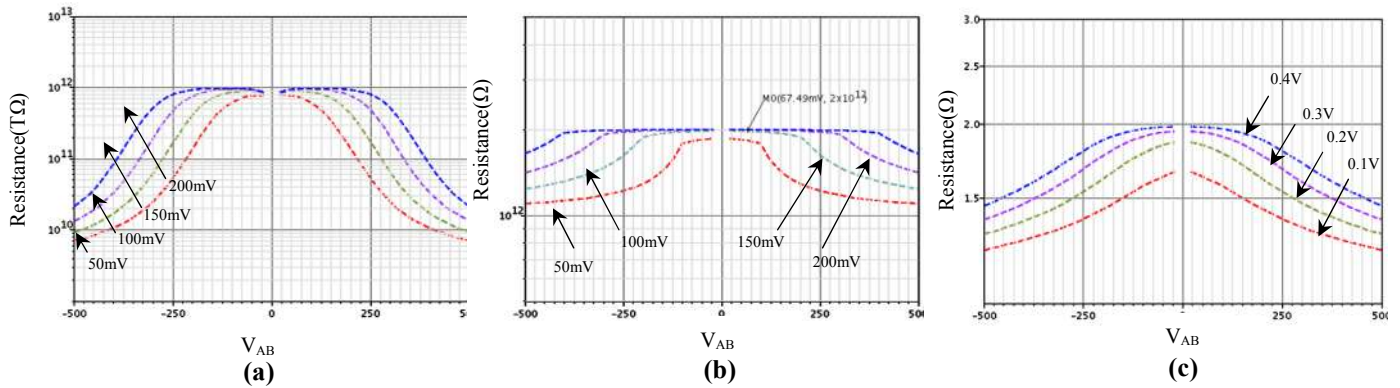 Resistance(TΩ)
10^13
10^12
10^11
10^10
200mV
150mV
100mV
50mV
-500
-250
0
250
500
V_AB
(a)
Resistance(Ω)
M0(67.49mV, 2x10^12)
10^12
50mV
100mV
150mV
200mV
-500
-250
250
500
V_AB
(b)
Resistance(Ω)
3.0
2.5
2.0
1.5
0.4V
0.3V
0.2V
0.1V
-500
-250
0
250
500
V_AB
(c)